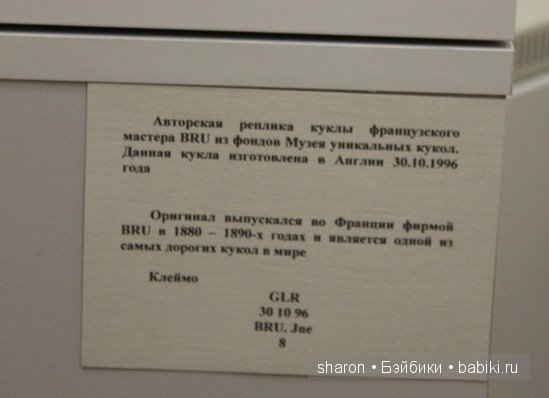 Авторская реплика куклы французского
мастера BRU из фондов Музея уникальных кукол.
Данная кукла изготовлена в Англии 30.10.1996
года
Оригинал выпускался во Франции фирмой
BRU в 1880 – 1890-х годах и является одной из
самых дорогих кукол в мире
Клеймо
GLR
30 10 96
BRU. Jne
8
sharon • Бэйбики • babiki.ru